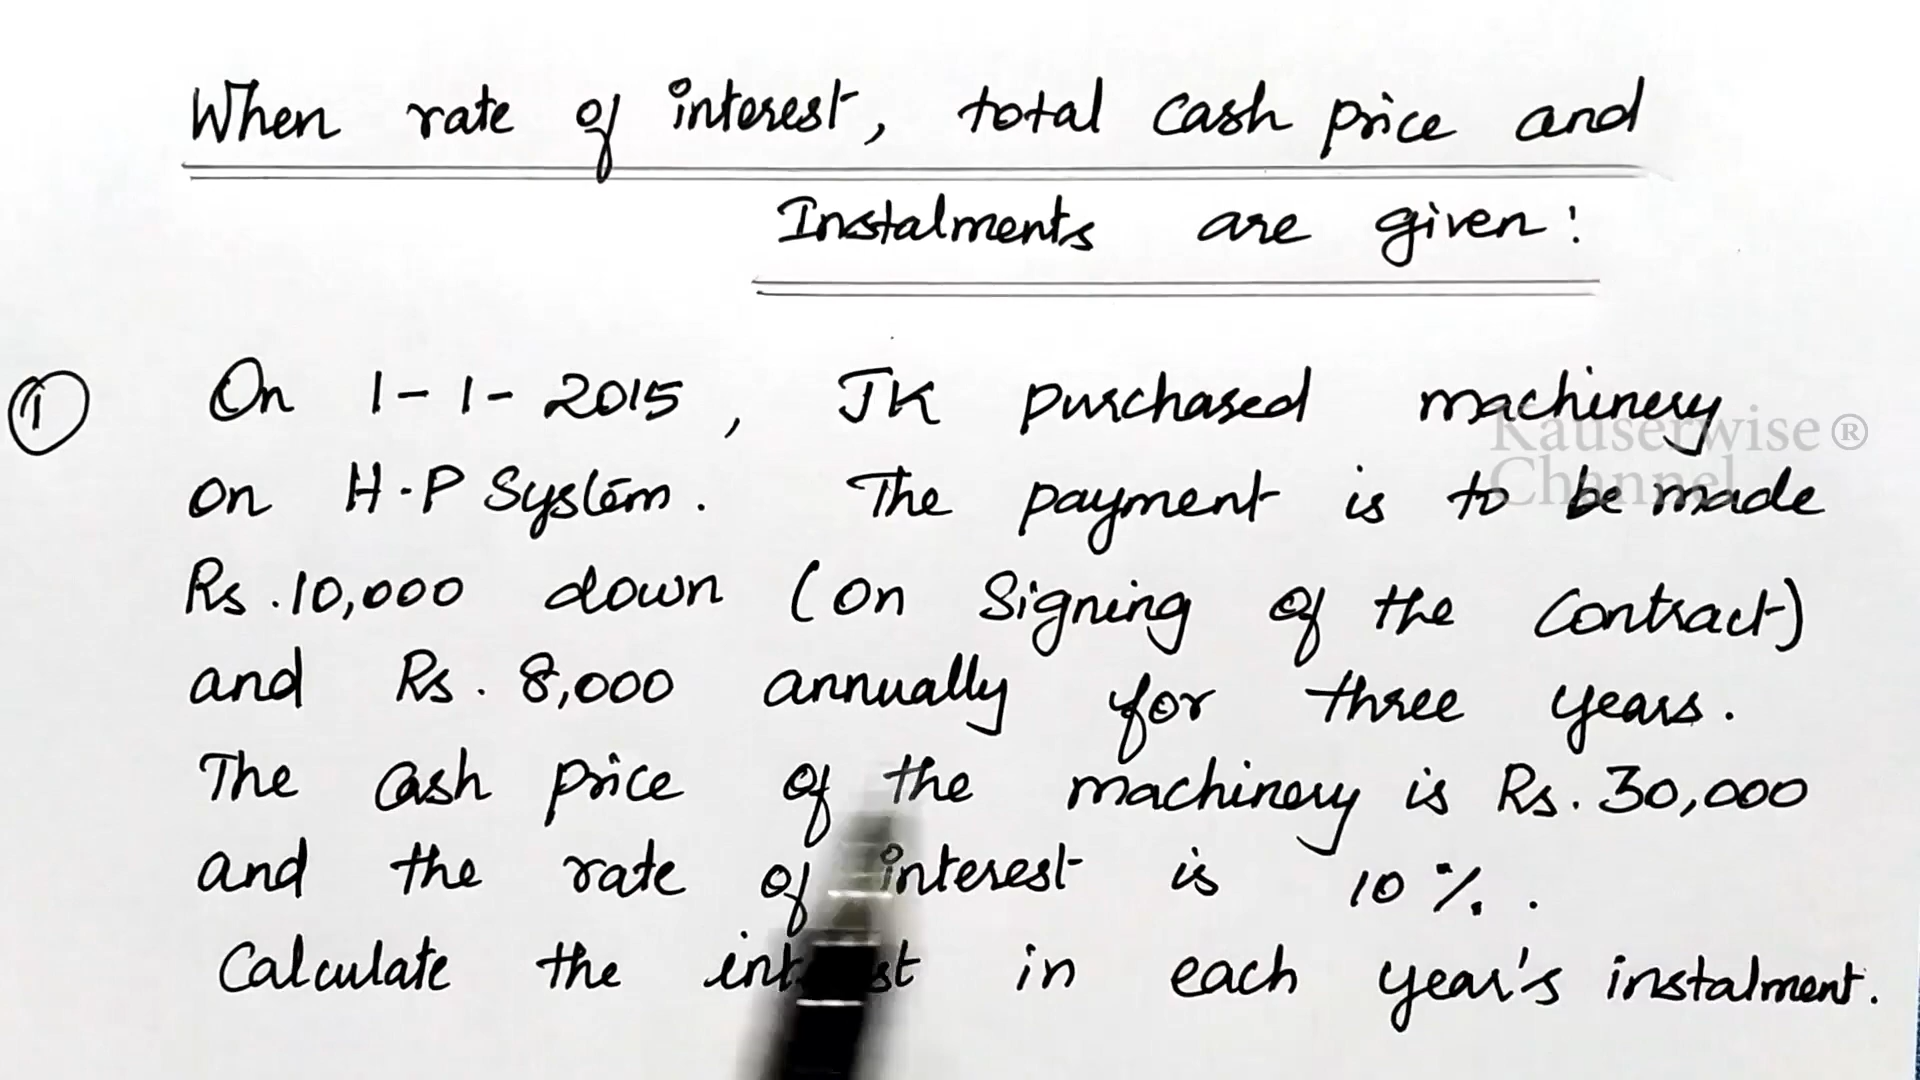 When rate of interest, total cash price and
Instalments are given:
① On 1-1-2015, JK purchased machinery
on H.P System. The payment is to be made
Rs.10,000 down (on signing of the contract)
and Rs. 8,000 annually for three years.
The cash price of the machinery is Rs. 30,000
and the rate of interest is 10%.
Calculate the in each year's instalment.
Kauserwise®
Channel